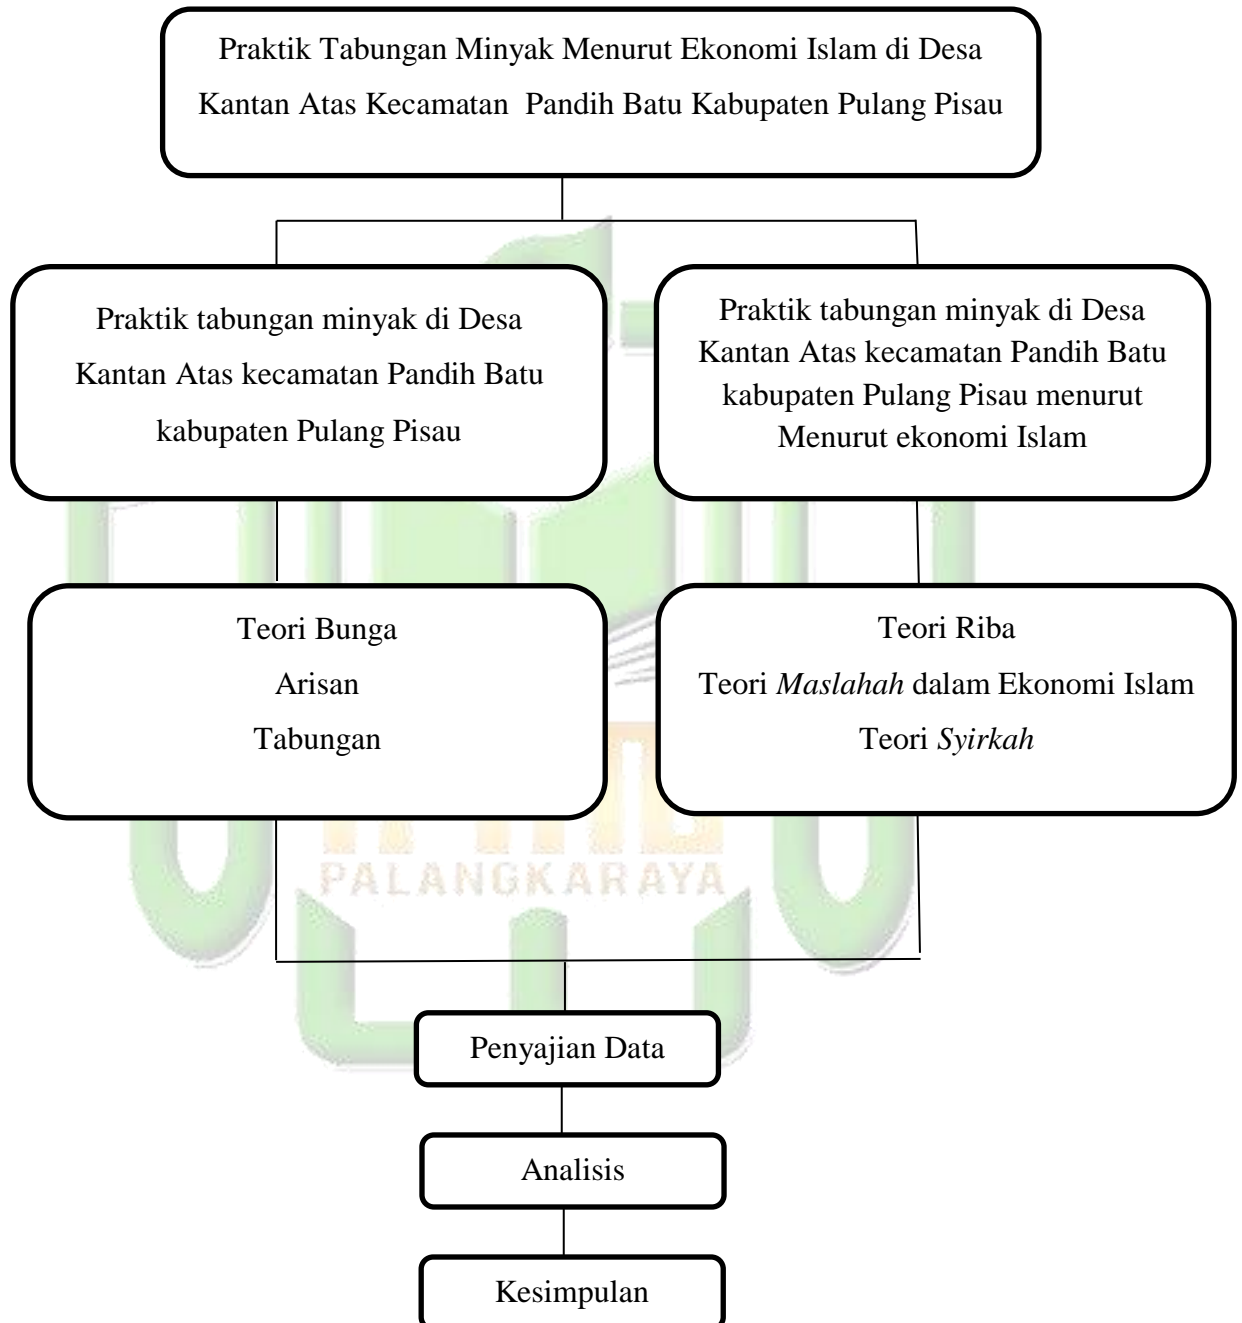 Praktik Tabungan Minyak Menurut Ekonomi Islam di Desa
Kantan Atas Kecamatan Pandih Batu Kabupaten Pulang Pisau
Praktik tabungan minyak di Desa
Kantan Atas kecamatan Pandih Batu
kabupaten Pulang Pisau
Praktik tabungan minyak di Desa
Kantan Atas kecamatan Pandih Batu
kabupaten Pulang Pisau menurut
Menurut ekonomi Islam
Teori Bunga
Arisan
Tabungan
Teori Riba
Teori Maslahah dalam Ekonomi Islam
Teori Syirkah
PALANGKARAYA
Penyajian Data
Analisis
Kesimpulan